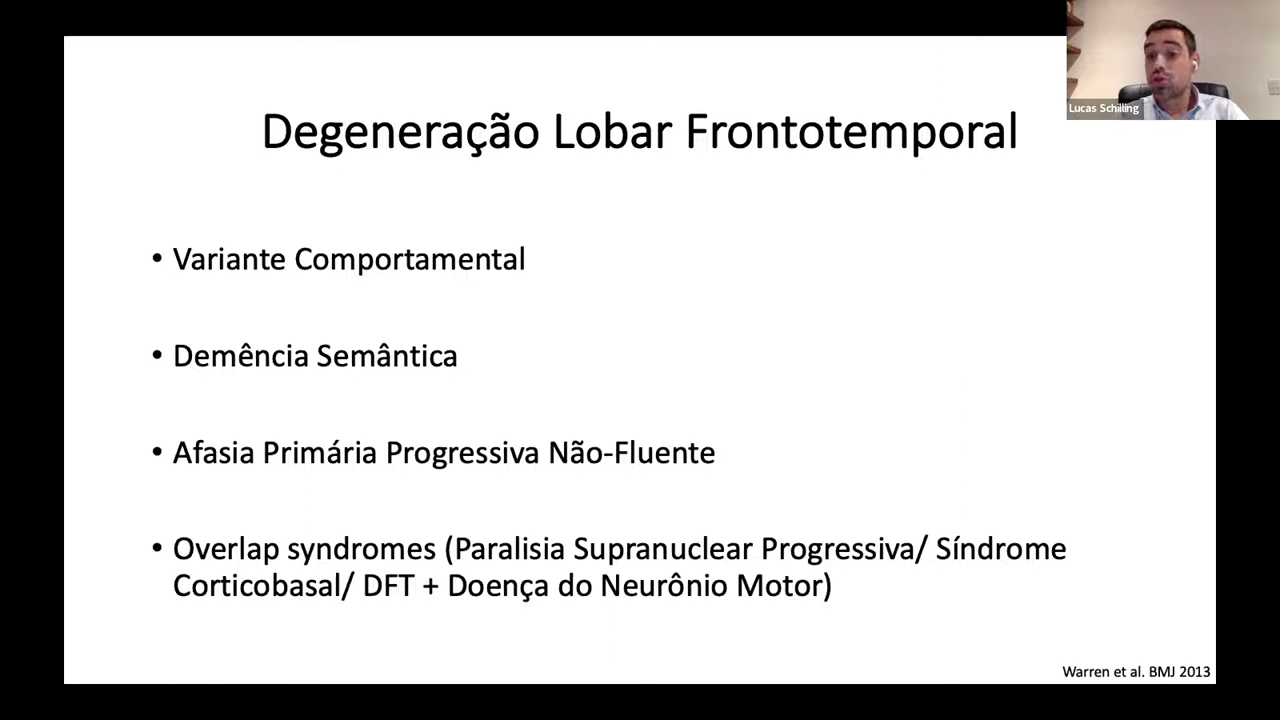 Lucas Schilling
Degeneração Lobar Frontotemporal
• Variante Comportamental
• Demência Semântica
• Afasia Primária Progressiva Não-Fluente
• Overlap syndromes (Paralisia Supranuclear Progressiva/ Síndrome
Corticobasal/ DFT + Doença do Neurônio Motor)
Warren et al. BMJ 2013